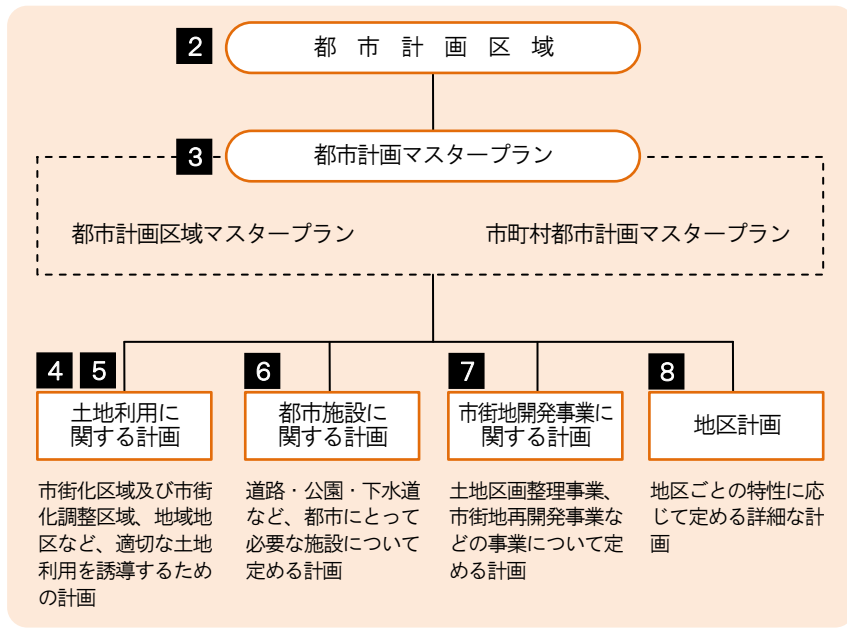 2 都市計画区域
3 都市計画マスタープラン
都市計画区域マスタープラン 市町村都市計画マスタープラン
4 5
土地利用に
関する計画
市街化区域及び市街
化調整区域、地域地
区など、適切な土地
利用を誘導するため
の計画
6
都市施設に
関する計画
道路・公園・下水道
など、都市にとって
必要な施設について
定める計画
7
市街地開発事業に
関する計画
土地区画整理事業、
市街地再開発事業な
どの事業について定
める計画
8
地区計画
地区ごとの特性に応
じて定める詳細な計
画